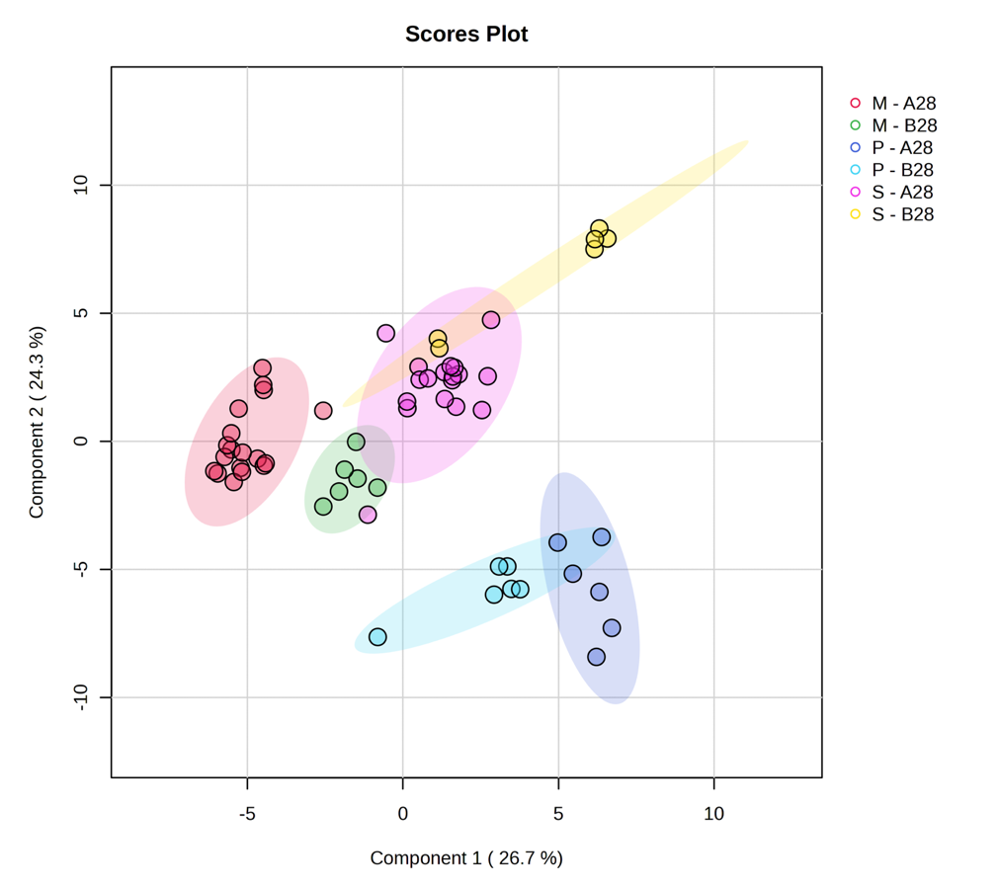 Scores Plot
M - A28
M - B28
P - A28
P - B28
S - A28
S - B28
Component 2 ( 24.3 %)
10
5
0
-5
-10
-5 0 5 10
Component 1 ( 26.7 %)